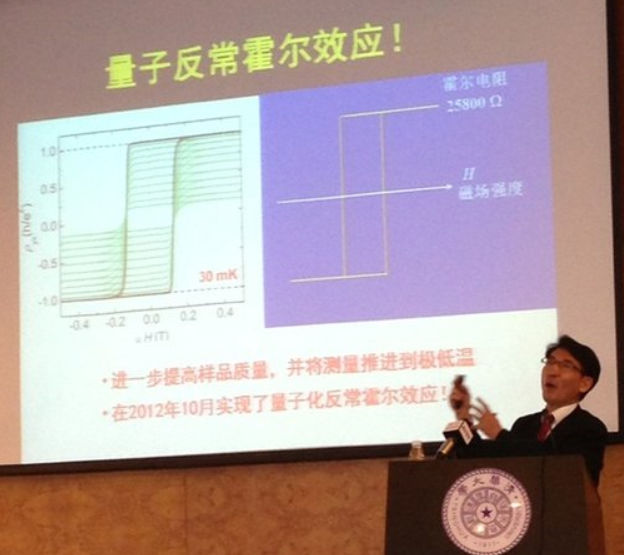 量子反常霍尔效应！
霍尔电阻
25800 Ω
H
磁场强度
1.0
0.5
0.0
-0.5
-1.0
30 mK
-0.4 -0.2 0.0 0.2 0.4
H(T)
•进一步提高样品质量，并将测量推进到极低温
•在2012年10月实现了量子化反常霍尔效应！